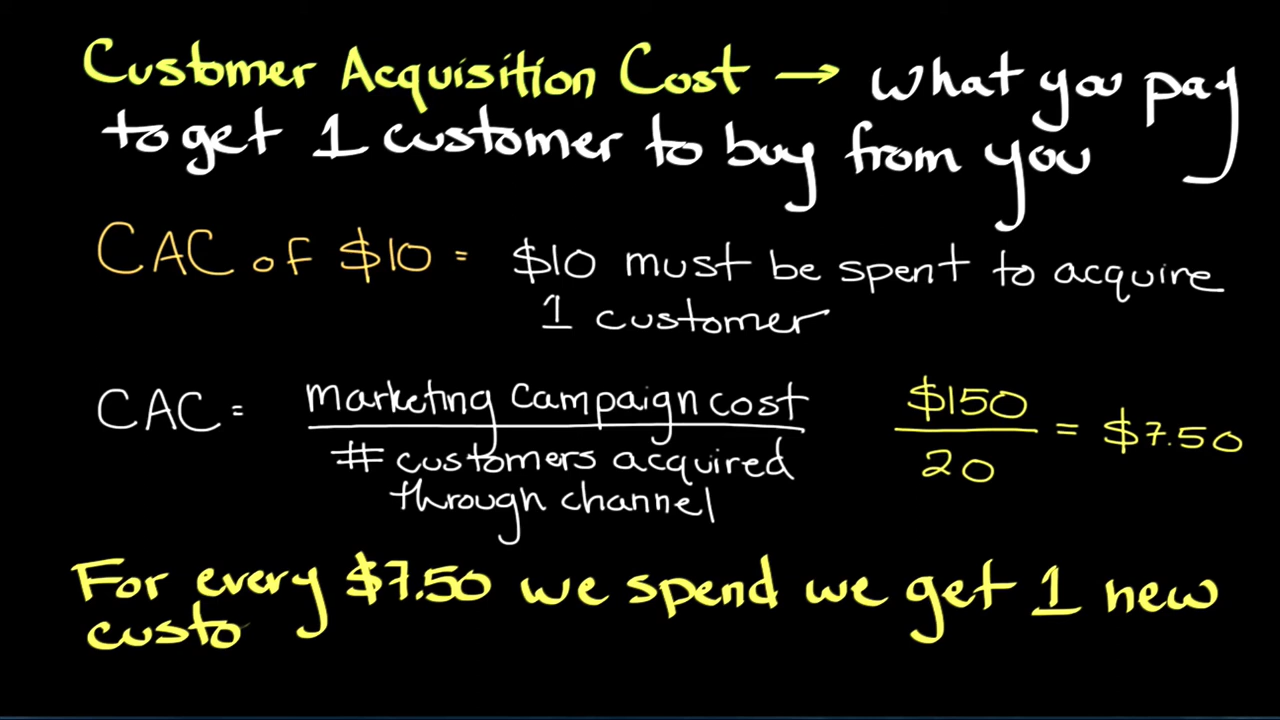 Customer Acquisition Cost → what you pay
to get 1 customer to buy from you
CAC of $10 = $10 must be spent to acquire
1 customer
CAC = marketing campaign cost $150 = $7.50
# customers acquired 20
through channel
For every $7.50 we spend we get 1 new
custo